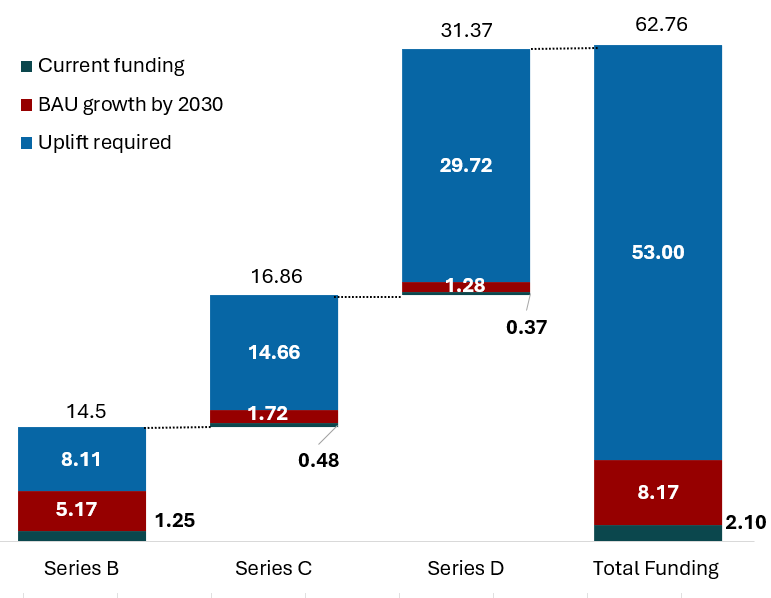 Current funding
BAU growth by 2030
Uplift required
14.5
8.11
5.17
1.25
16.86
14.66
1.72
0.48
31.37
29.72
1.28
0.37
62.76
53.00
8.17
2.10
Series B
Series C
Series D
Total Funding